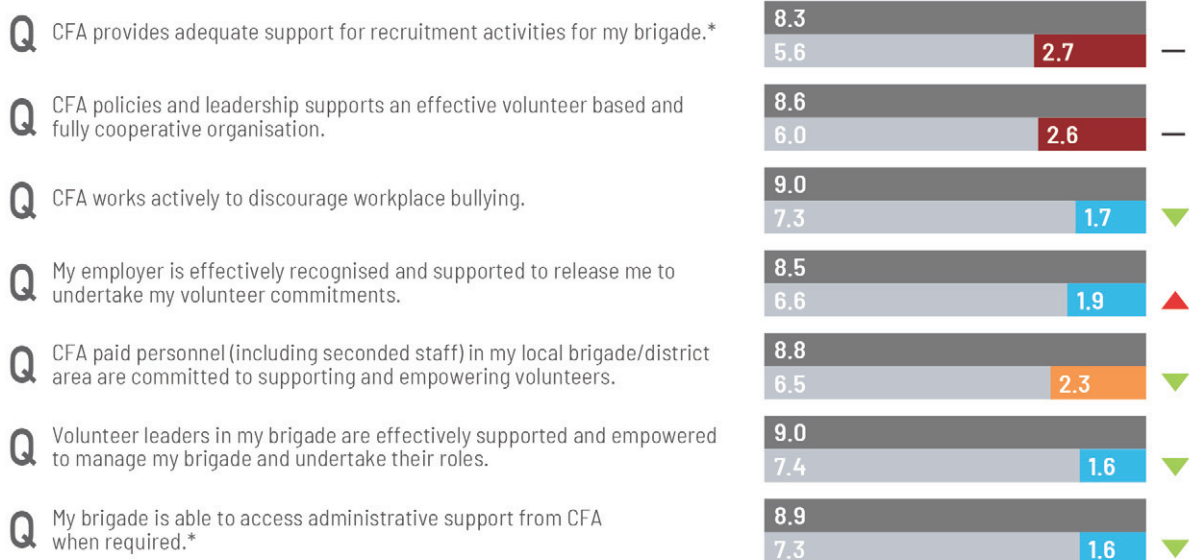 Q CFA provides adequate support for recruitment activities for my brigade.*
8.3
5.6 2.7
Q CFA policies and leadership supports an effective volunteer based and
fully cooperative organisation.
8.6
6.0 2.6
Q CFA works actively to discourage workplace bullying.
9.0
7.3 1.7
Q My employer is effectively recognised and supported to release me to
undertake my volunteer commitments.
8.5
6.6 1.9
Q CFA paid personnel (including seconded staff) in my local brigade/district
area are committed to supporting and empowering volunteers.
8.8
6.5 2.3
Q Volunteer leaders in my brigade are effectively supported and empowered
to manage my brigade and undertake their roles.
9.0
7.4 1.6
Q My brigade is able to access administrative support from CFA
when required.*
8.9
7.3 1.6